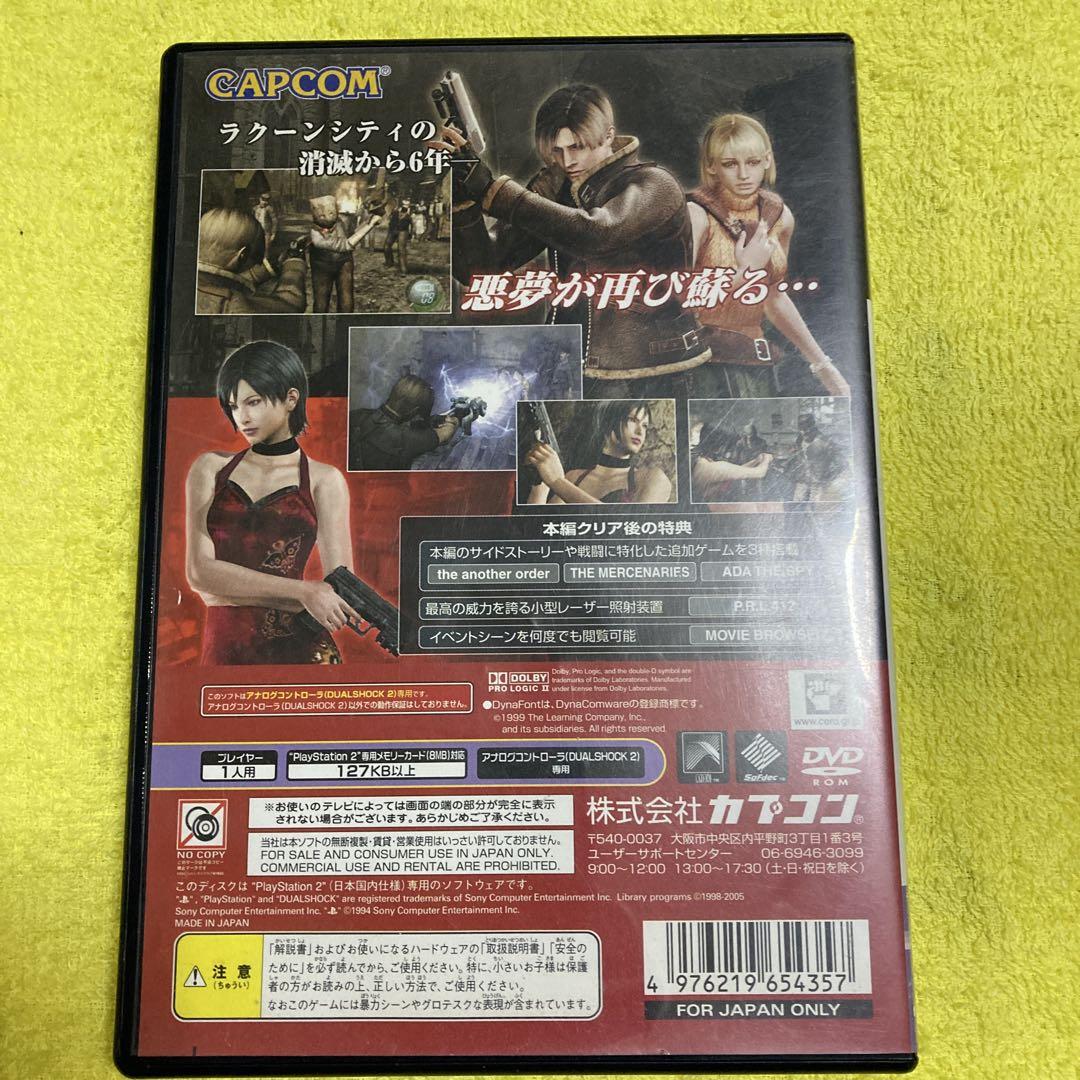 CAPCOM®
ラクーンシティの
消滅から6年
悪夢が再び蘇る…
08
本編クリア後の特典
本編のサイドストーリーや戦闘に特化した追加ゲームを3種搭載
the another order
THE MERCENARIES
ADA THE SPY
最高の威力を誇る小型レーザー照射装置
P.R.L 412
イベントシーンを何度でも閲覧可能
MOVIE BROWSE
このソフトはアナログコントローラ(DUALSHOCK 2)専用です。
アナログコントローラ(DUALSHOCK 2)以外での動作保証はしておりません。
DOLBY
PRO LOGIC II
Dolby, Pro Logic, and the double-D symbol are
trademarks of Dolby Laboratories. Manufactured
under license from Dolby Laboratories.
●DynaFontは、DynaComwareの登録商標です。
©1999 The Learning Company, Inc.,
and its subsidiaries. All rights reserved.
www.cero.gr.jp
プレイヤー
1人用
"PlayStation 2"専用メモリーカード(8MB)対応
127KB以上
アナログコントローラ(DUALSHOCK 2)
専用
SoFdec™
DVD
ROM
NO COPY
※お使いのテレビによっては画面の端の部分が完全に表示
されない場合がございます。あらかじめご了承ください。
当社は本ソフトの無断複製・賃貸・営業使用はいっさい許可しておりません。
FOR SALE AND CONSUMER USE IN JAPAN ONLY.
COMMERCIAL USE AND RENTAL ARE PROHIBITED.
株式会社 カプコン®
〒540-0037 大阪市中央区内平野町3丁目1番3号
ユーザーサポートセンター 06-6946-3099
9:00〜12:00 13:00〜17:30(土・日・祝日を除く)
このディスクは "PlayStation 2" (日本国内仕様) 専用のソフトウェアです。
" ", "PlayStation" and "DUALSHOCK" are registered trademarks of Sony Computer Entertainment Inc. Library programs ©1998-2005
Sony Computer Entertainment Inc. " " ©1994 Sony Computer Entertainment Inc.
MADE IN JAPAN
注意
(ちゅうい)
「解説書」およびお使いになるハードウェアの「取扱説明書」「安全の
ために」を必ず読んでから、ご使用ください。特に、小さいお子様は保護
者の方がお読みの上、正しい方法で、ご使用ください。
なおこのゲームには暴力シーンやグロテスクな表現が含まれています。
4 976219 654357
FOR JAPAN ONLY